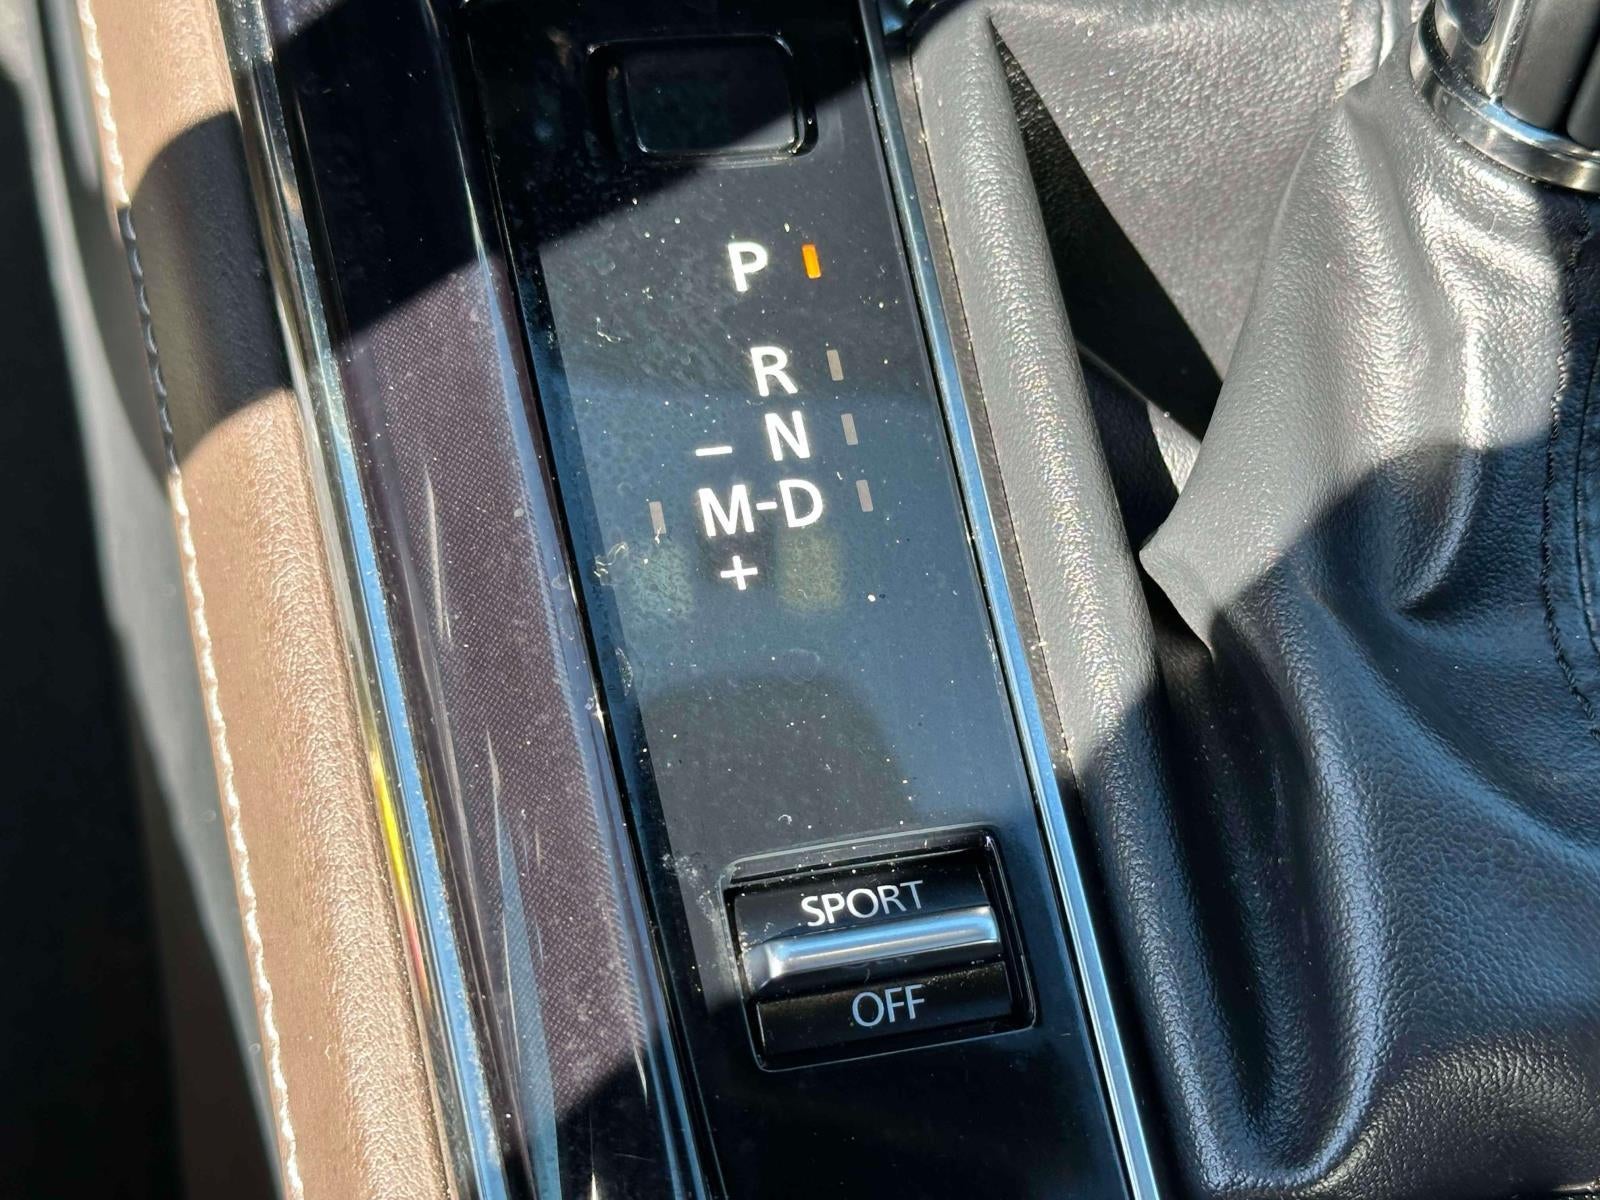 P
R
– N
M-D
+
SPORT
OFF